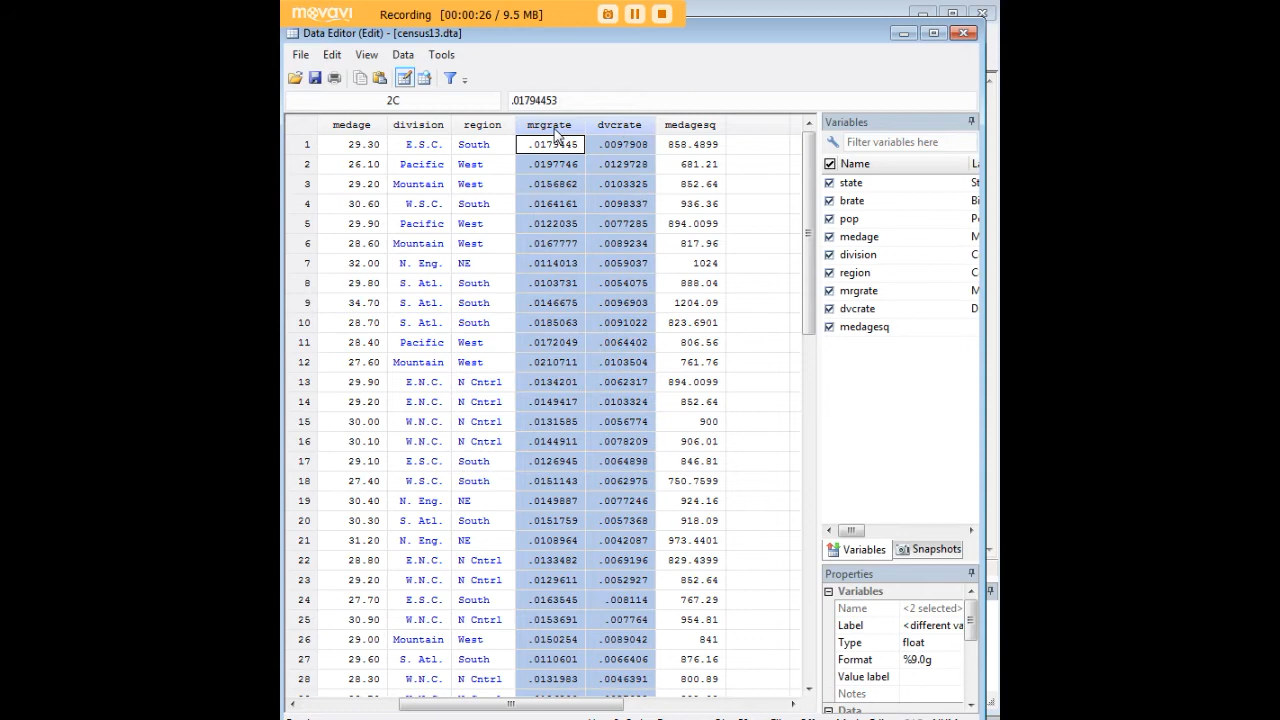 movavi Recording [00:00:26 / 9.5 MB]
Data Editor (Edit) - [census13.dta]
File Edit View Data Tools
2C .01794453
medage division region mrgrate dvcrate medagesq
1 29.30 E.S.C. South .0179445 .0097908 858.4899
2 26.10 Pacific West .0197746 .0129728 681.21
3 29.20 Mountain West .0156862 .0103325 852.64
4 30.60 W.S.C. South .0164161 .0098337 936.36
5 29.90 Pacific West .0122035 .0077285 894.0099
6 28.60 Mountain West .0167777 .0089234 817.96
7 32.00 N. Eng. NE .0114013 .0059037 1024
8 29.80 S. Atl. South .0103731 .0054075 888.04
9 34.70 S. Atl. South .0146675 .0096903 1204.09
10 28.70 S. Atl. South .0185063 .0091022 823.6901
11 28.40 Pacific West .0172049 .0064402 806.56
12 27.60 Mountain West .0210711 .0103504 761.76
13 29.90 E.N.C. N Cntrl .0134201 .0062317 894.0099
14 29.20 E.N.C. N Cntrl .0149417 .0103324 852.64
15 30.00 W.N.C. N Cntrl .0131585 .0056774 900
16 30.10 W.N.C. N Cntrl .0144911 .0078209 906.01
17 29.10 E.S.C. South .0126945 .0064898 846.81
18 27.40 W.S.C. South .0151143 .0062975 750.7599
19 30.40 N. Eng. NE .0149887 .0077246 924.16
20 30.30 S. Atl. South .0151759 .0057368 918.09
21 31.20 N. Eng. NE .0108964 .0042087 973.4401
22 28.80 E.N.C. N Cntrl .0133482 .0069196 829.4399
23 29.20 W.N.C. N Cntrl .0129611 .0052927 852.64
24 27.70 E.S.C. South .0163545 .008114 767.29
25 30.90 W.N.C. N Cntrl .0153691 .007764 954.81
26 29.00 Mountain West .0150254 .0089042 841
27 29.60 S. Atl. South .0110601 .0066406 876.16
28 28.30 W.N.C. N Cntrl .0131983 .0046391 800.89
Variables
Filter variables here
Name
state
brate
pop
medage
division
region
mrgrate
dvcrate
medagesq
Variables Snapshots
Properties
Variables
Name <2 selected>
Label <different va
Type float
Format %9.0g
Value label
Notes
Data